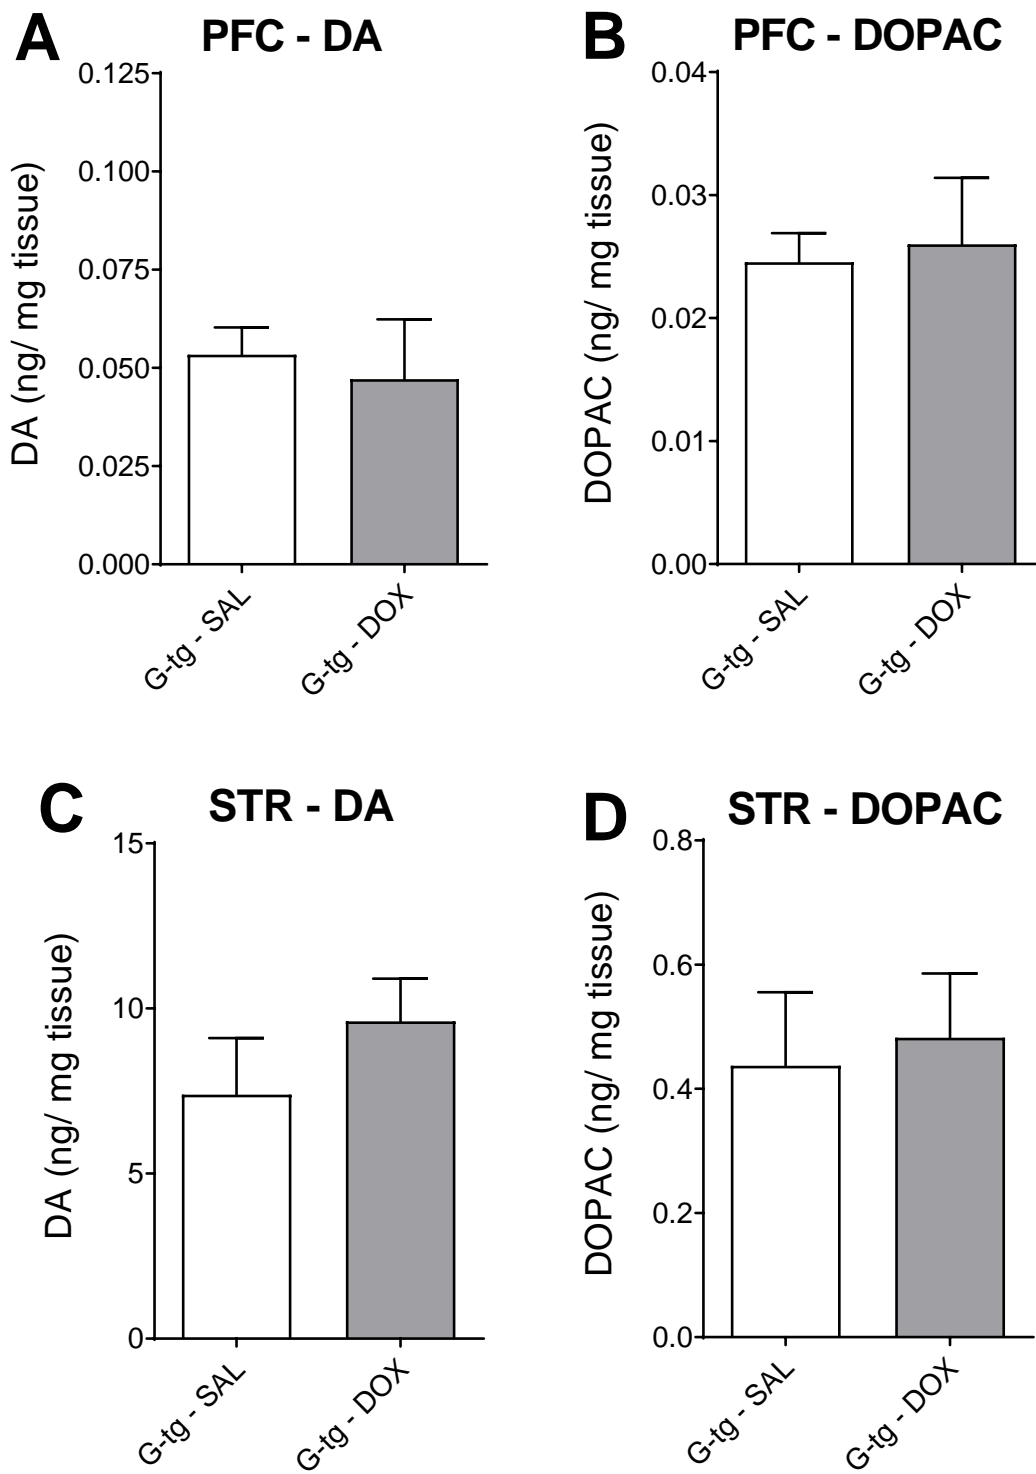 A
PFC - DA
0.125
0.100
0.075
0.050
0.025
0.000
DA (ng/ mg tissue)
G-tg - SAL
G-tg - DOX
B
PFC - DOPAC
0.04
0.03
0.02
0.01
0.00
DOPAC (ng/ mg tissue)
G-tg - SAL
G-tg - DOX
C
STR - DA
15
10
5
0
DA (ng/ mg tissue)
G-tg - SAL
G-tg - DOX
D
STR - DOPAC
0.8
0.6
0.4
0.2
0.0
DOPAC (ng/ mg tissue)
G-tg - SAL
G-tg - DOX